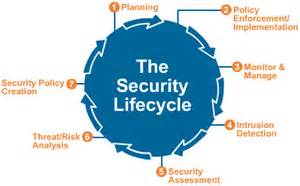 1 Planning
2 Policy
Enforcement/
Implementation
3 Monitor &
Manage
4 Intrusion
Detection
5 Security
Assessment
6 Threat/Risk
Analysis
7 Security Policy
Creation
The
Security
Lifecycle